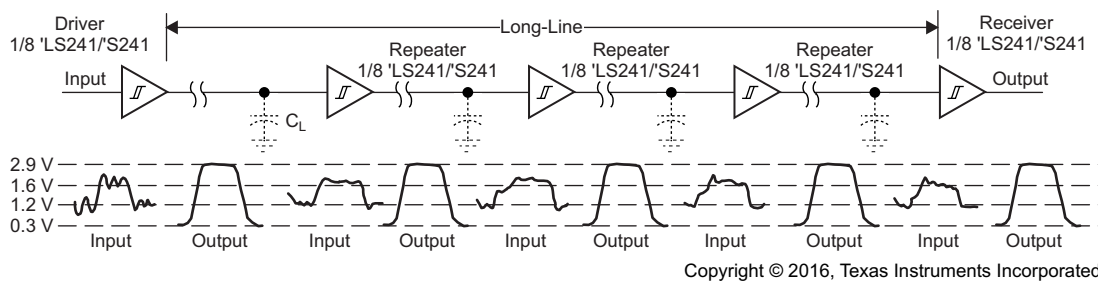 Driver
1/8 'LS241/'S241
Long-Line
Receiver
1/8 'LS241/'S241
Repeater
1/8 'LS241/'S241
Repeater
1/8 'LS241/'S241
Repeater
1/8 'LS241/'S241
Input
Output
CL
2.9 V
1.6 V
1.2 V
0.3 V
Input
Output
Input
Output
Input
Output
Input
Output
Input
Output
Copyright © 2016, Texas Instruments Incorporated